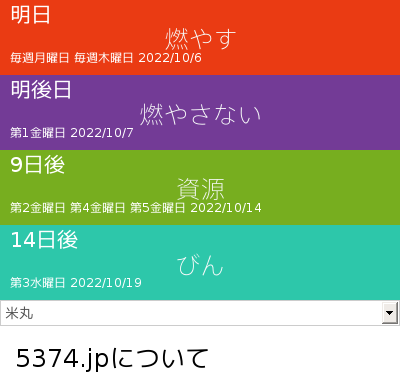 明日
燃やす
毎週月曜日 毎週木曜日 2022/10/6
明後日
燃やさない
第1金曜日 2022/10/7
9日後
資源
第2金曜日 第4金曜日 第5金曜日 2022/10/14
14日後
びん
第3水曜日 2022/10/19
米丸
5374.jpについて